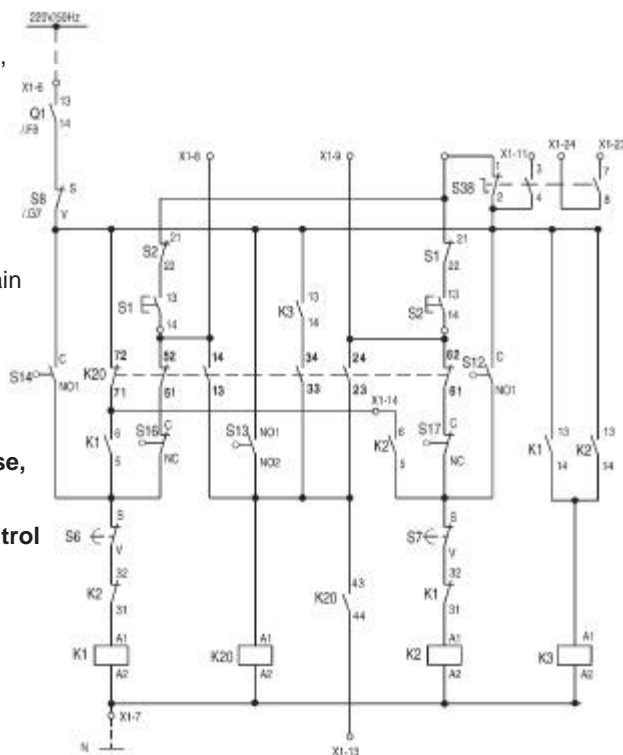 220V/50Hz
,
X1-6
13
Q1
/.F8
14
X1-8
X1-9
X1-11
X1-24
X1-23
1
3
7
S38
2
4
8
S8
S
/.G7
V
21
S2
22
21
S1
22
ain
13
S1
14
K3
13
14
13
S2
14
C
S14
NO1
72
K20
71
52
61
14
13
34
33
24
23
62
61
S12
C
NO1
X1-14
K1
6
5
S16
C
NC
S13
NO1
NO2
K2
6
5
S17
C
NC
K1
13
14
K2
13
14
se,
trol
S6
S
V
S7
S
V
K2
32
31
K20
43
44
K1
32
31
K1
A1
A2
K20
A1
A2
K2
A1
A2
K3
A1
A2
X1-7
N
X1-13